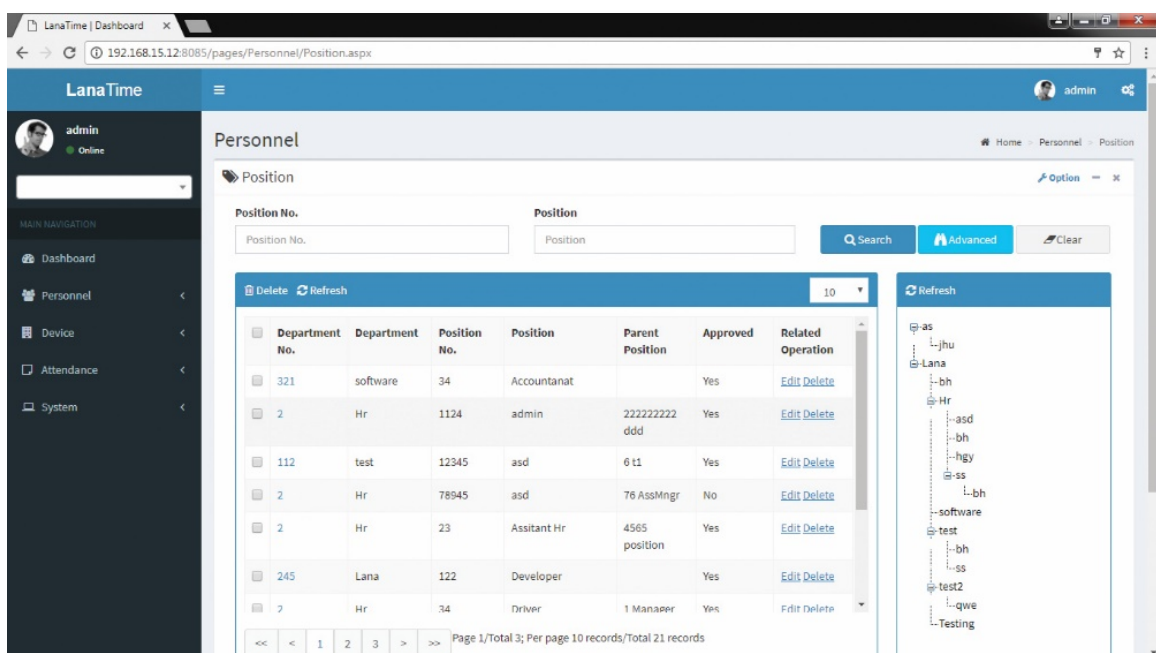 LanaTime | Dashboard
192.168.15.12:8085/pages/Personnel/Position.aspx
LanaTime
admin
admin
Online
Personnel
Home > Personnel > Position
Position
Option
MAIN NAVIGATION
Dashboard
Personnel
Device
Attendance
System
Position No. Position
Position No. Position Search Advanced Clear
Delete Refresh 10
Department No. Department Position No. Position Parent Position Approved Related Operation
321 software 34 Accountanat Yes Edit Delete
2 Hr 1124 admin 222222222 ddd Yes Edit Delete
112 test 12345 asd 6 t1 Yes Edit Delete
2 Hr 78945 asd 76 AssMngr No Edit Delete
2 Hr 23 Assitant Hr 4565 position Yes Edit Delete
245 Lana 122 Developer Yes Edit Delete
2 Hr 34 Driver 1 Manager Yes Edit Delete
<< < 1 2 3 > >> Page 1/Total 3; Per page 10 records/Total 21 records
Refresh
as
jhu
Lana
bh
Hr
asd
bh
hgy
ss
bh
software
test
bh
ss
test2
qwe
Testing